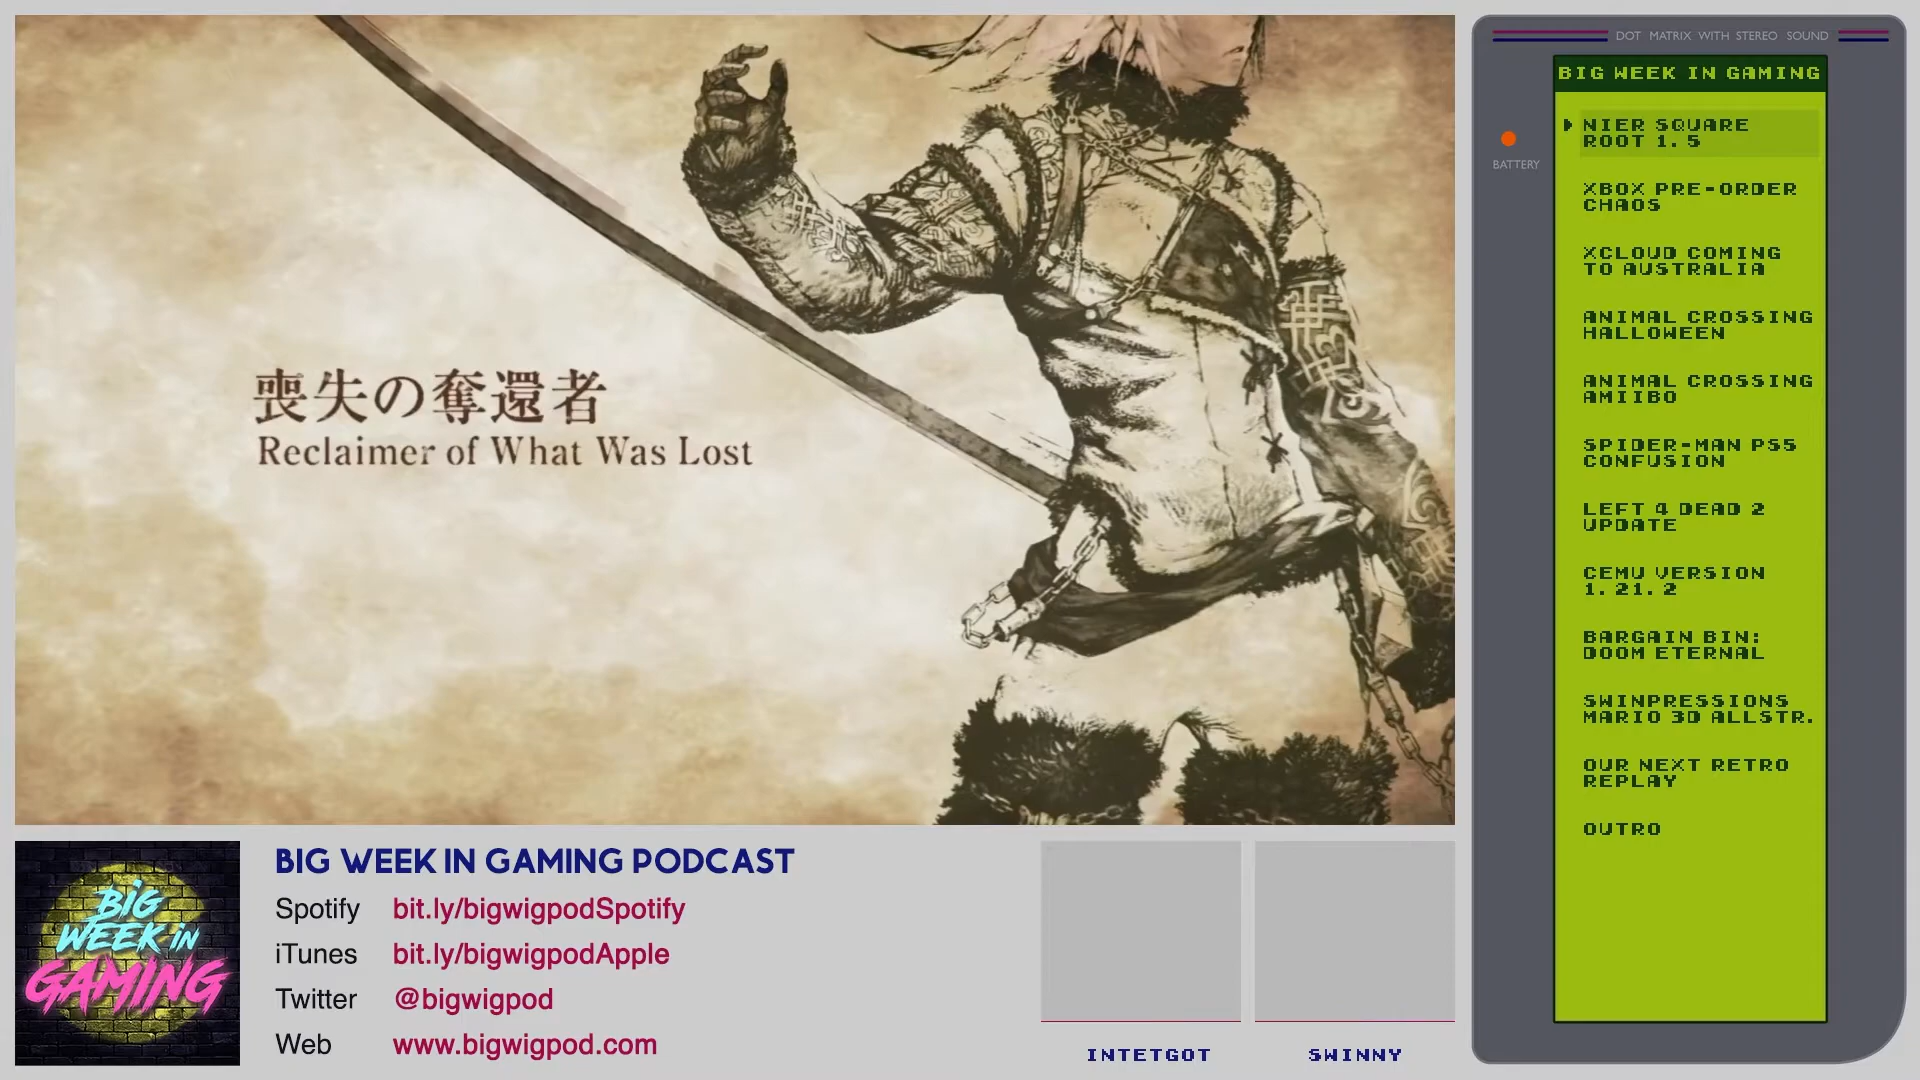 喪失の奪還者
Reclaimer of What Was Lost
BIG
WEEK iN
GAMING
BIG WEEK IN GAMING PODCAST
Spotify bit.ly/bigwigpodSpotify
iTunes bit.ly/bigwigpodApple
Twitter @bigwigpod
Web www.bigwigpod.com
INTETGOT
SWINNY
DOT MATRIX WITH STEREO SOUND
BATTERY
BIG WEEK IN GAMING
NIER SQUARE
ROOT 1.5
XBOX PRE-ORDER
CHAOS
XCLOUD COMING
TO AUSTRALIA
ANIMAL CROSSING
HALLOWEEN
ANIMAL CROSSING
AMIIBO
SPIDER-MAN PS5
CONFUSION
LEFT 4 DEAD 2
UPDATE
CEMU VERSION
1.21.2
BARGAIN BIN:
DOOM ETERNAL
SWINPRESSIONS
MARIO 3D ALLSTR.
OUR NEXT RETRO
REPLAY
OUTRO